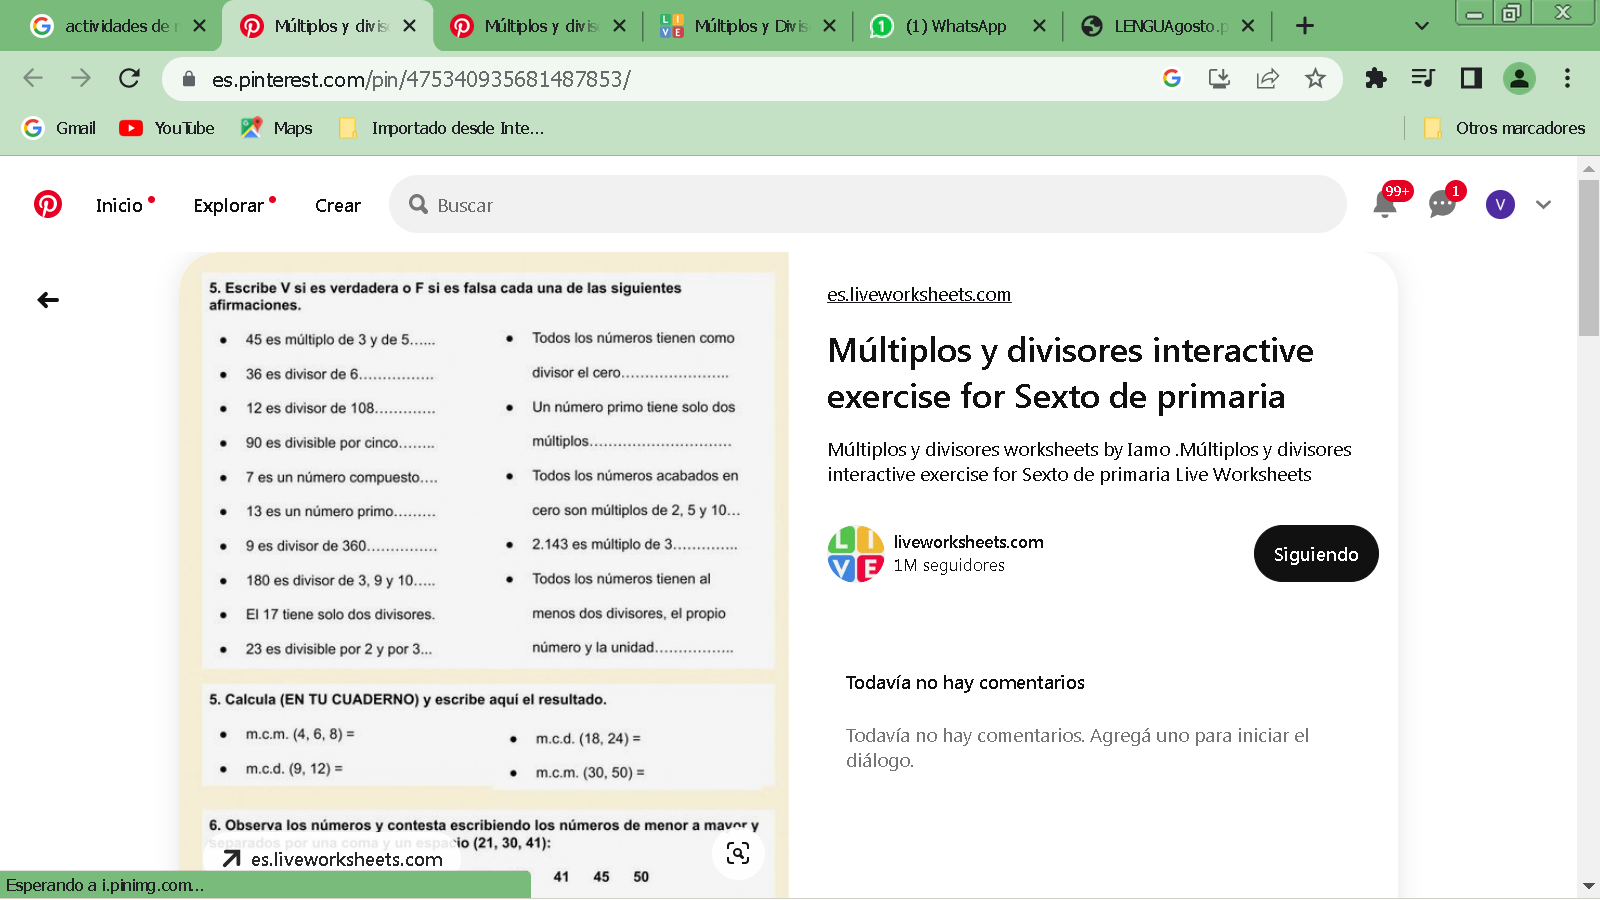 actividades de
Múltiplos y divis
Múltiplos y divis
Múltiplos y Divis
(1) WhatsApp
LENGUAgosto.p
es.pinterest.com/pin/475340935681487853/
Gmail
YouTube
Maps
Importado desde Inte...
Otros marcadores
Inicio
Explorar
Crear
Buscar
99+
1
V
5. Escribe V si es verdadera o F si es falsa cada una de las siguientes
afirmaciones.
45 es múltiplo de 3 y de 5......
36 es divisor de 6................
12 es divisor de 108.............
90 es divisible por cinco........
7 es un número compuesto....
13 es un número primo.........
9 es divisor de 360...............
180 es divisor de 3, 9 y 10.....
El 17 tiene solo dos divisores.
23 es divisible por 2 y por 3...
Todos los números tienen como
divisor el cero.......................
Un número primo tiene solo dos
múltiplos..............................
Todos los números acabados en
cero son múltiplos de 2, 5 y 10...
2.143 es múltiplo de 3..............
Todos los números tienen al
menos dos divisores, el propio
número y la unidad.................
5. Calcula (EN TU CUADERNO) y escribe aquí el resultado.
m.c.m. (4, 6, 8) =
m.c.d. (9, 12) =
m.c.d. (18, 24) =
m.c.m. (30, 50) =
6. Observa los números y contesta escribiendo los números de menor a mayor y
separados por una coma y un espacio (21, 30, 41):
41 45 50
es.liveworksheets.com
es.liveworksheets.com
Múltiplos y divisores interactive
exercise for Sexto de primaria
Múltiplos y divisores worksheets by Iamo .Múltiplos y divisores
interactive exercise for Sexto de primaria Live Worksheets
LIVE
liveworksheets.com
1M seguidores
Siguiendo
Todavía no hay comentarios
Todavía no hay comentarios. Agregá uno para iniciar el
diálogo.
Esperando a i.pinimg.com...